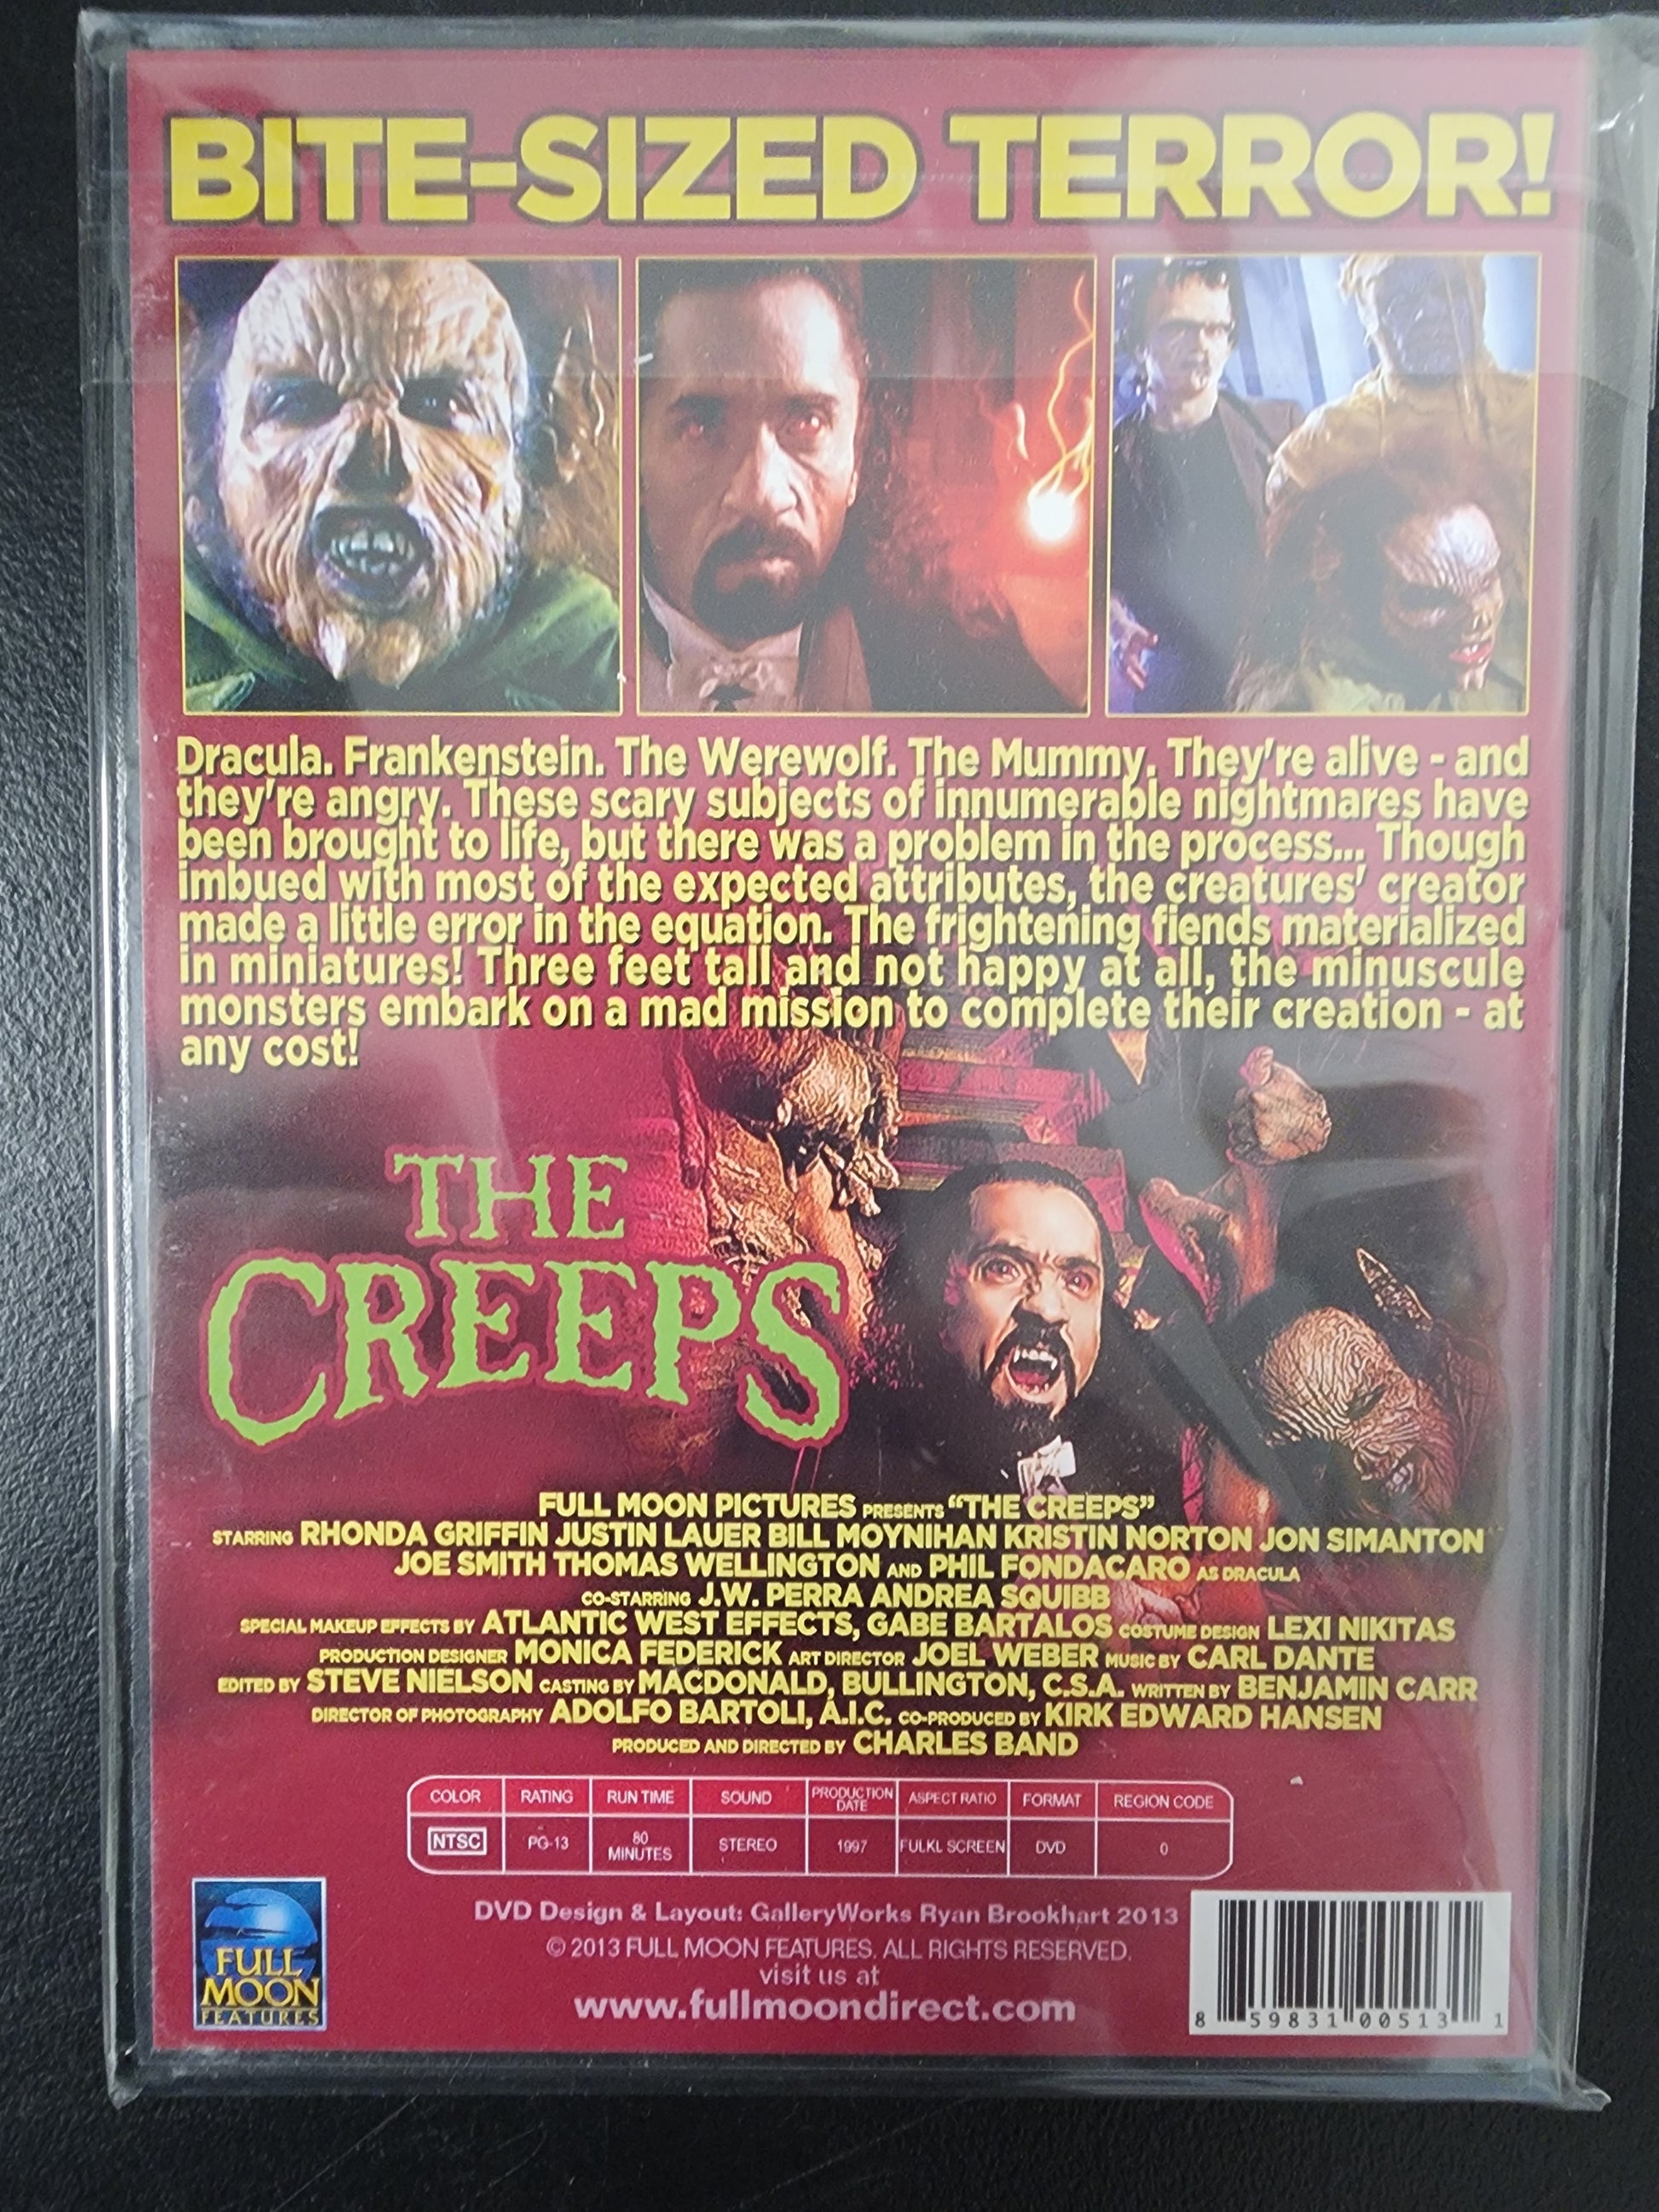 BITE-SIZED TERROR!
Dracula. Frankenstein. The Werewolf. The Mummy. They're alive - and
they're angry. These scary subjects of innumerable nightmares have
been brought to life, but there was a problem in the process... Though
imbued with most of the expected attributes, the creatures' creator
made a little error in the equation. The frightening fiends materialized
in miniatures! Three feet tall and not happy at all, the minuscule
monsters embark on a mad mission to complete their creation - at
any cost!
THE
CREEPS
FULL MOON PICTURES PRESENTS “THE CREEPS”
STARRING RHONDA GRIFFIN JUSTIN LAUER BILL MOYNIHAN KRISTIN NORTON JON SIMANTON
JOE SMITH THOMAS WELLINGTON AND PHIL FONDACARO AS DRACULA
CO-STARRING J.W. PERRA ANDREA SQUIBB
SPECIAL MAKEUP EFFECTS BY ATLANTIC WEST EFFECTS, GABE BARTALOS COSTUME DESIGN LEXI NIKITAS
PRODUCTION DESIGNER MONICA FEDERICK ART DIRECTOR JOEL WEBER MUSIC BY CARL DANTE
EDITED BY STEVE NIELSON CASTING BY MACDONALD, BULLINGTON, C.S.A. WRITTEN BY BENJAMIN CARR
DIRECTOR OF PHOTOGRAPHY ADOLFO BARTOLI, A.I.C. CO-PRODUCED BY KIRK EDWARD HANSEN
PRODUCED AND DIRECTED BY CHARLES BAND
COLOR RATING RUN TIME SOUND PRODUCTION DATE ASPECT RATIO FORMAT REGION CODE
NTSC PG-13 80 MINUTES STEREO 1997 FULKL SCREEN DVD 0
DVD Design & Layout: GalleryWorks Ryan Brookhart 2013
© 2013 FULL MOON FEATURES. ALL RIGHTS RESERVED.
visit us at
www.fullmoondirect.com
FULL
MOON
FEATURES
8 59831 00513 1